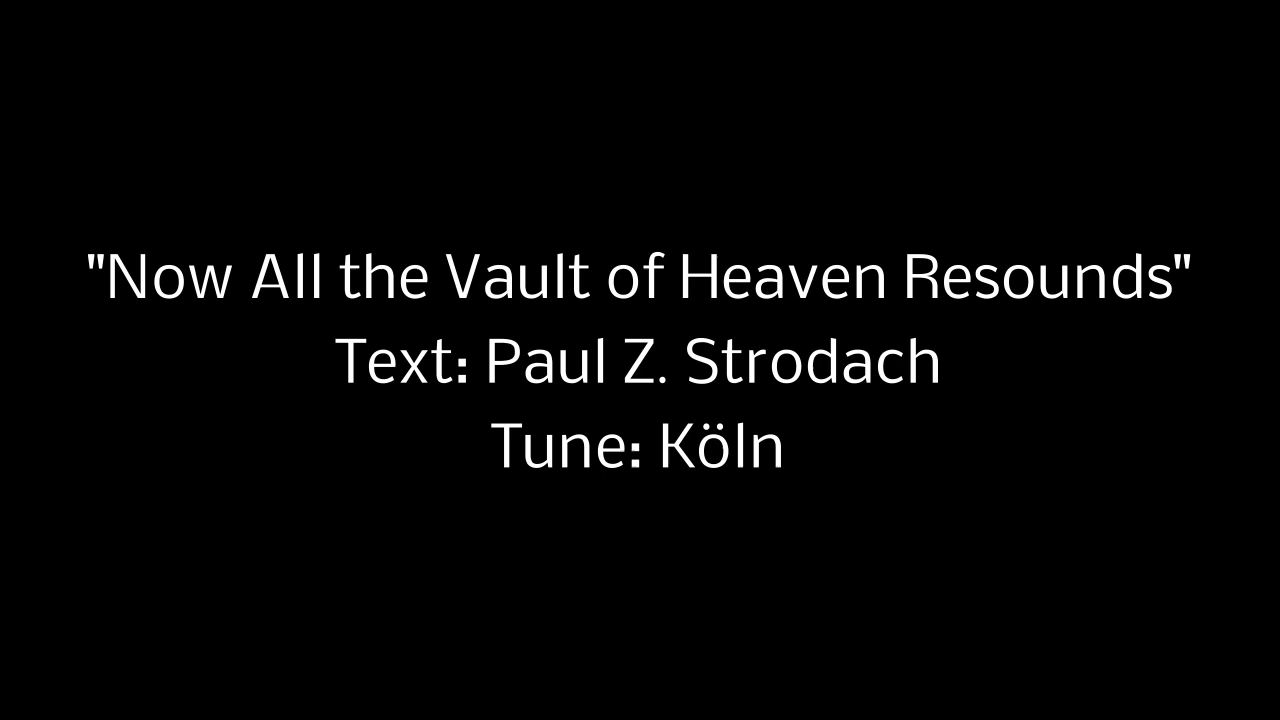 "Now All the Vault of Heaven Resounds"
Text: Paul Z. Strodach
Tune: Köln